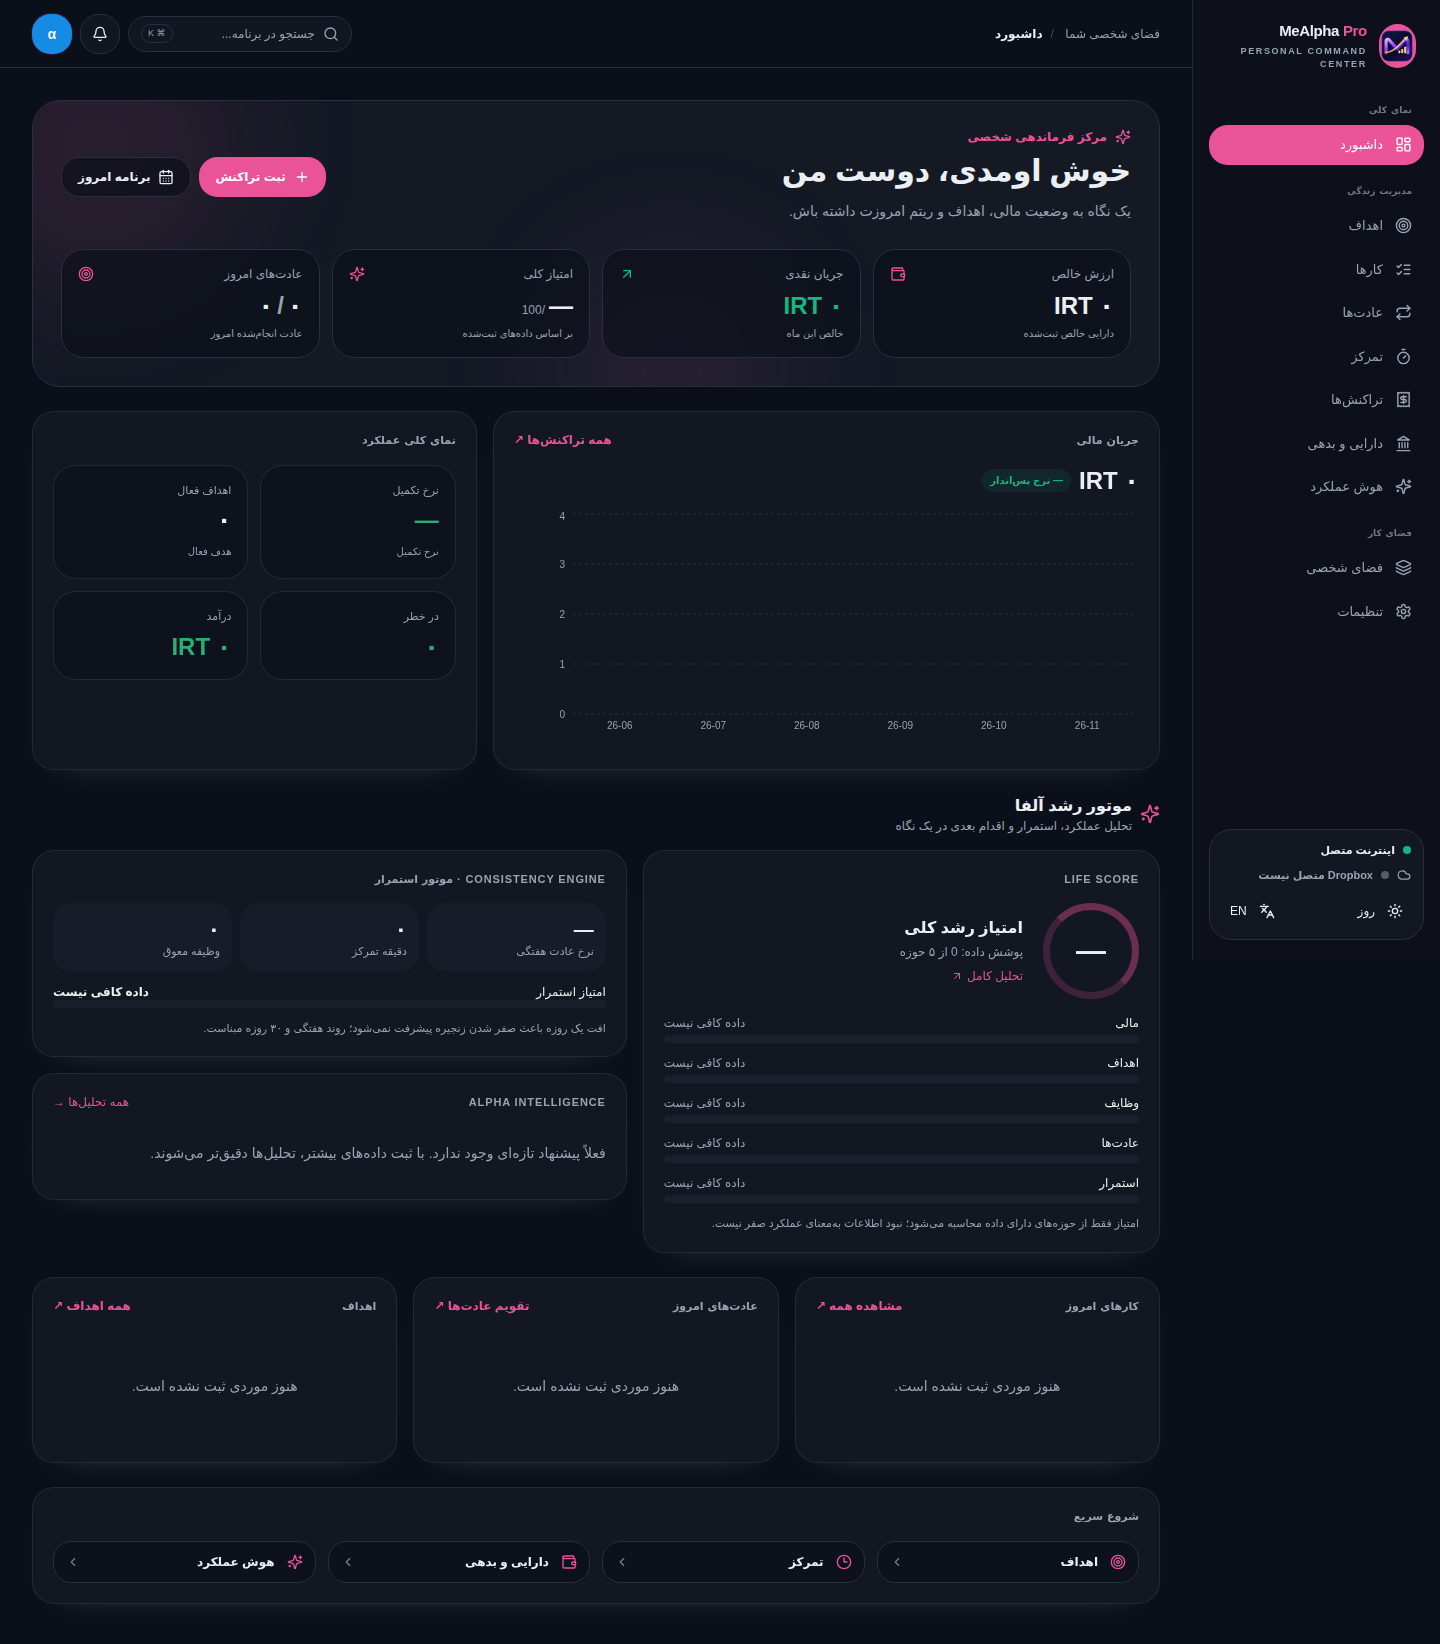 MeAlpha Pro
PERSONAL COMMAND
CENTER
نمای کلی
داشبورد
مدیریت زندگی
اهداف
کارها
عادت‌ها
تمرکز
تراکنش‌ها
دارایی و بدهی
هوش عملکرد
فضای کار
فضای شخصی
تنظیمات
اینترنت متصل
Dropbox متصل نیست
روز
EN
فضای شخصی شما / داشبورد
جستجو در برنامه...
⌘ K
α
مرکز فرماندهی شخصی
خوش اومدی، دوست من
یک نگاه به وضعیت مالی، اهداف و ریتم امروزت داشته باش.
ثبت تراکنش
برنامه امروز
ارزش خالص
۰ IRT
دارایی خالص ثبت‌شده
جریان نقدی
۰ IRT
خالص این ماه
امتیاز کلی
— /100
بر اساس داده‌های ثبت‌شده
عادت‌های امروز
۰ / ۰
عادت انجام‌شده امروز
جریان مالی
همه تراکنش‌ها ↗
۰ IRT
— نرخ پس‌انداز
4
3
2
1
0
26-06 26-07 26-08 26-09 26-10 26-11
نمای کلی عملکرد
نرخ تکمیل
—
نرخ تکمیل
اهداف فعال
۰
هدف فعال
در خطر
۰
درآمد
۰ IRT
موتور رشد آلفا
تحلیل عملکرد، استمرار و اقدام بعدی در یک نگاه
LIFE SCORE
—
امتیاز رشد کلی
پوشش داده: 0 از ۵ حوزه
تحلیل کامل
مالی
داده کافی نیست
اهداف
داده کافی نیست
وظایف
داده کافی نیست
عادت‌ها
داده کافی نیست
استمرار
داده کافی نیست
امتیاز فقط از حوزه‌های دارای داده محاسبه می‌شود؛ نبود اطلاعات به‌معنای عملکرد صفر نیست.
CONSISTENCY ENGINE · موتور استمرار
—
نرخ عادت هفتگی
۰
دقیقه تمرکز
۰
وظیفه معوق
امتیاز استمرار
داده کافی نیست
افت یک روزه باعث صفر شدن زنجیره پیشرفت نمی‌شود؛ روند هفتگی و ۳۰ روزه مبناست.
ALPHA INTELLIGENCE
همه تحلیل‌ها →
فعلاً پیشنهاد تازه‌ای وجود ندارد. با ثبت داده‌های بیشتر، تحلیل‌ها دقیق‌تر می‌شوند.
کارهای امروز
مشاهده همه ↗
هنوز موردی ثبت نشده است.
عادت‌های امروز
تقویم عادت‌ها ↗
هنوز موردی ثبت نشده است.
اهداف
همه اهداف ↗
هنوز موردی ثبت نشده است.
شروع سریع
اهداف
تمرکز
دارایی و بدهی
هوش عملکرد